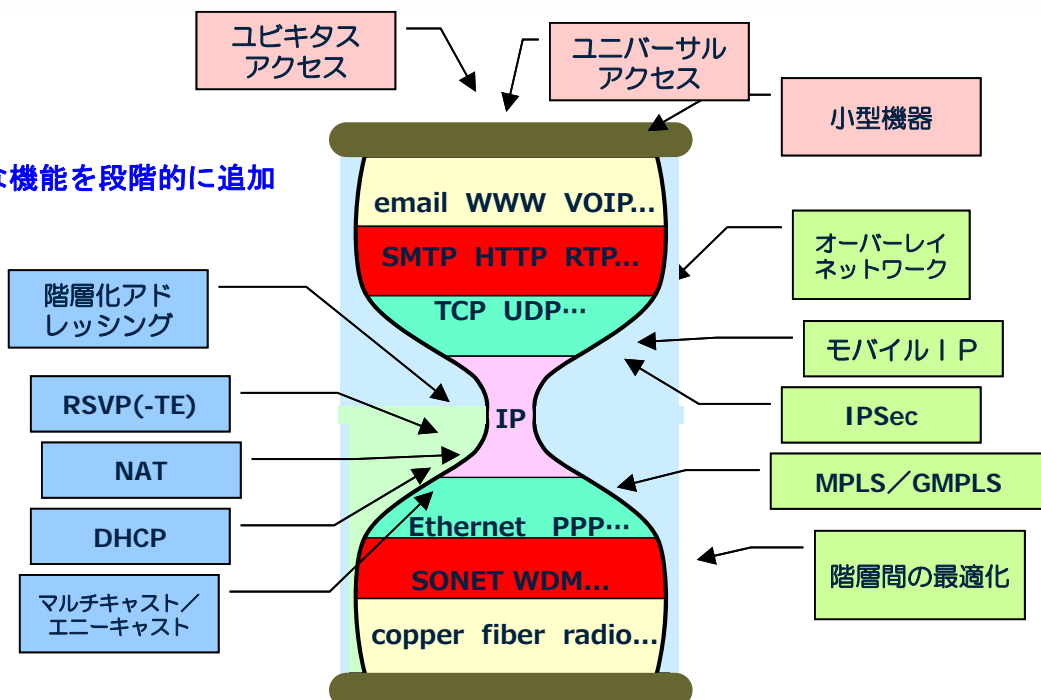 ユビキタス
アクセス
ユニバーサル
アクセス
小型機器
な機能を段階的に追加
email WWW VOIP...
SMTP HTTP RTP...
TCP UDP…
IP
Ethernet PPP…
SONET WDM...
copper fiber radio...
階層化アド
レッシング
RSVP(-TE)
NAT
DHCP
マルチキャスト／
エニーキャスト
オーバーレイ
ネットワーク
モバイルＩＰ
IPSec
MPLS／GMPLS
階層間の最適化